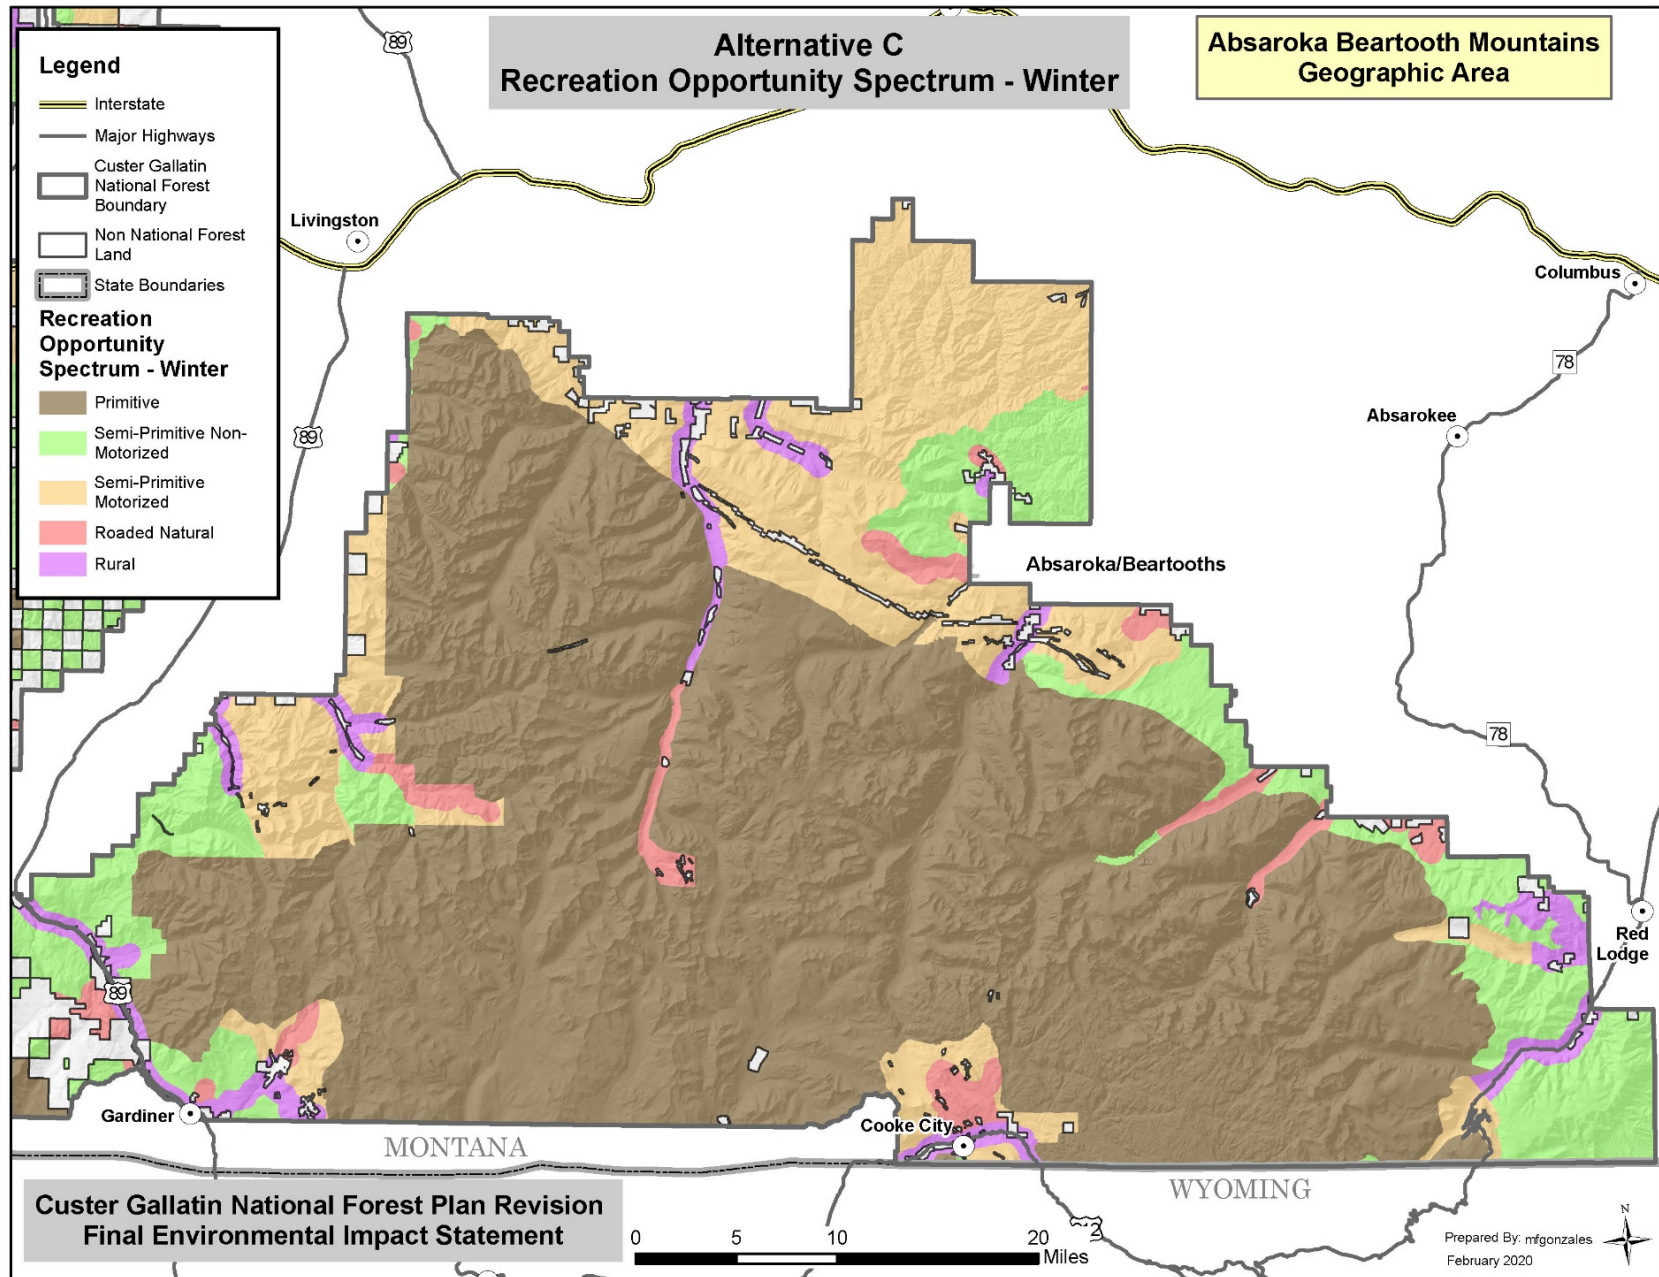 Alternative C
Recreation Opportunity Spectrum - Winter
Absaroka Beartooth Mountains
Geographic Area
Legend
Interstate
Major Highways
Custer Gallatin
National Forest
Boundary
Non National Forest
Land
State Boundaries
Recreation
Opportunity
Spectrum - Winter
Primitive
Semi-Primitive Non-
Motorized
Semi-Primitive
Motorized
Roaded Natural
Rural
89
Livingston
Columbus
78
89
Absarokee
Absaroka/Beartooths
78
Red
Lodge
89
Gardiner
Cooke City
MONTANA
WYOMING
Custer Gallatin National Forest Plan Revision
Final Environmental Impact Statement
0 5 10 20
Miles
N
Prepared By: mfgonzales
February 2020